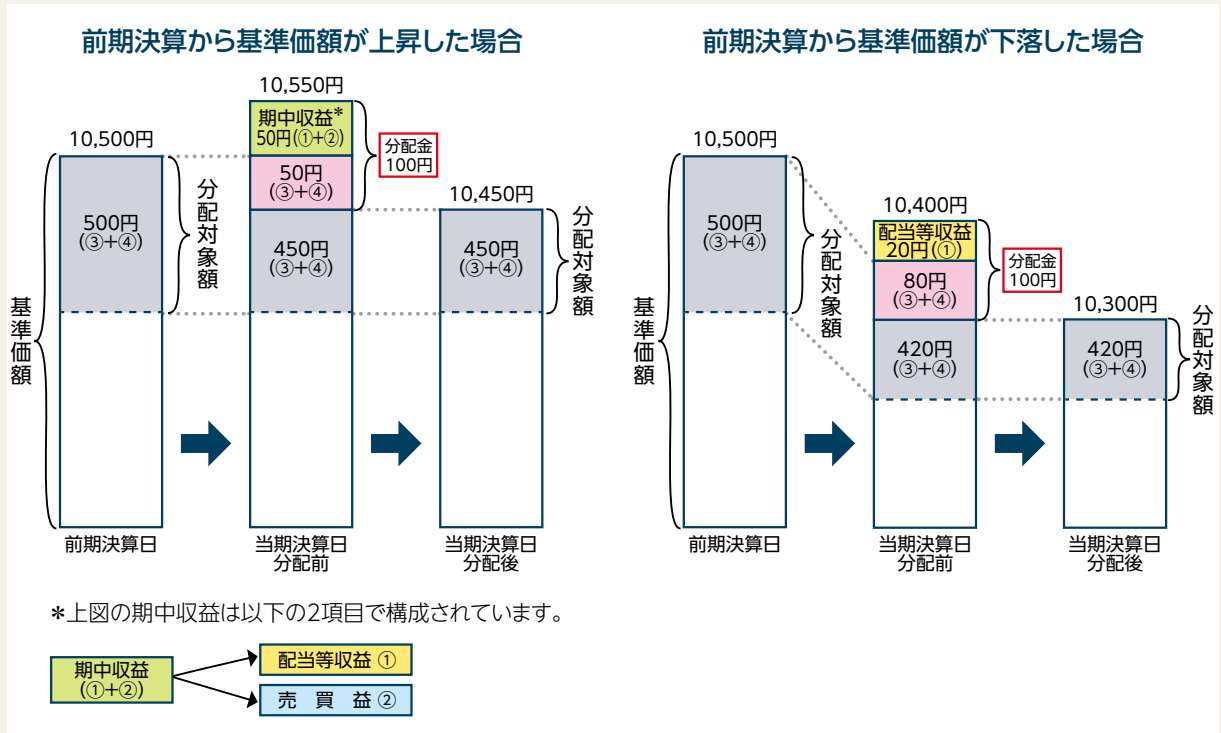 前期決算から基準価額が上昇した場合
10,550円
期中収益*
50円(①+②)
分配金
100円
10,500円
50円
(③+④)
10,450円
500円
(③+④)
分配対象額
450円
(③+④)
450円
(③+④)
分配対象額
基準価額
前期決算日
当期決算日
分配前
当期決算日
分配後
前期決算から基準価額が下落した場合
10,500円
500円
(③+④)
分配対象額
10,400円
配当等収益
20円(①)
分配金
100円
80円
(③+④)
10,300円
420円
(③+④)
420円
(③+④)
分配対象額
基準価額
前期決算日
当期決算日
分配前
当期決算日
分配後
*上図の期中収益は以下の2項目で構成されています。
期中収益
(①+②)
配当等収益 ①
売 買 益 ②